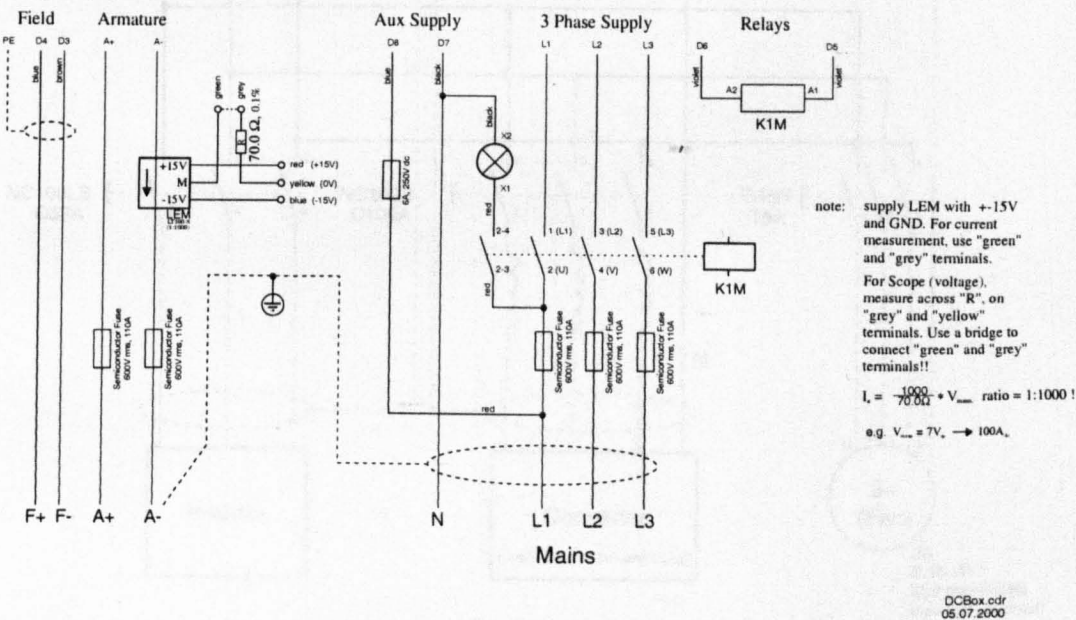 Field Armature Aux Supply 3 Phase Supply Relays
PE D4 D3 A+ A- D8 D7 L1 L2 L3 D6 D5
blue brown green grey blue black violet violet
A2 A1
K1M
70.0 Ω, 0.1%
R
black
X2
X1
+15V
M
-15V
LEM
red (+15V)
yellow (0V)
blue (-15V)
6A, 250V dc
red
2-4 1 (L1) 3 (L2) 5 (L3)
2-3 2 (U) 4 (V) 6 (W)
K1M
red
Semiconductor Fuse
600V rms, 110A
Semiconductor Fuse
600V rms, 110A
Semiconductor Fuse
600V rms, 110A
Semiconductor Fuse
600V rms, 110A
Semiconductor Fuse
600V rms, 110A
red
F+ F- A+ A- N L1 L2 L3
Mains
note: supply LEM with +-15V
and GND. For current
measurement, use "green"
and "grey" terminals.
For Scope (voltage),
measure across "R", on
"grey" and "yellow"
terminals. Use a bridge to
connect "green" and "grey"
terminals!!
= 1000 / 70.0Ω * ratio = 1:1000 !
e.g. = 7V → 100A
DCBox.cdr
05.07.2000